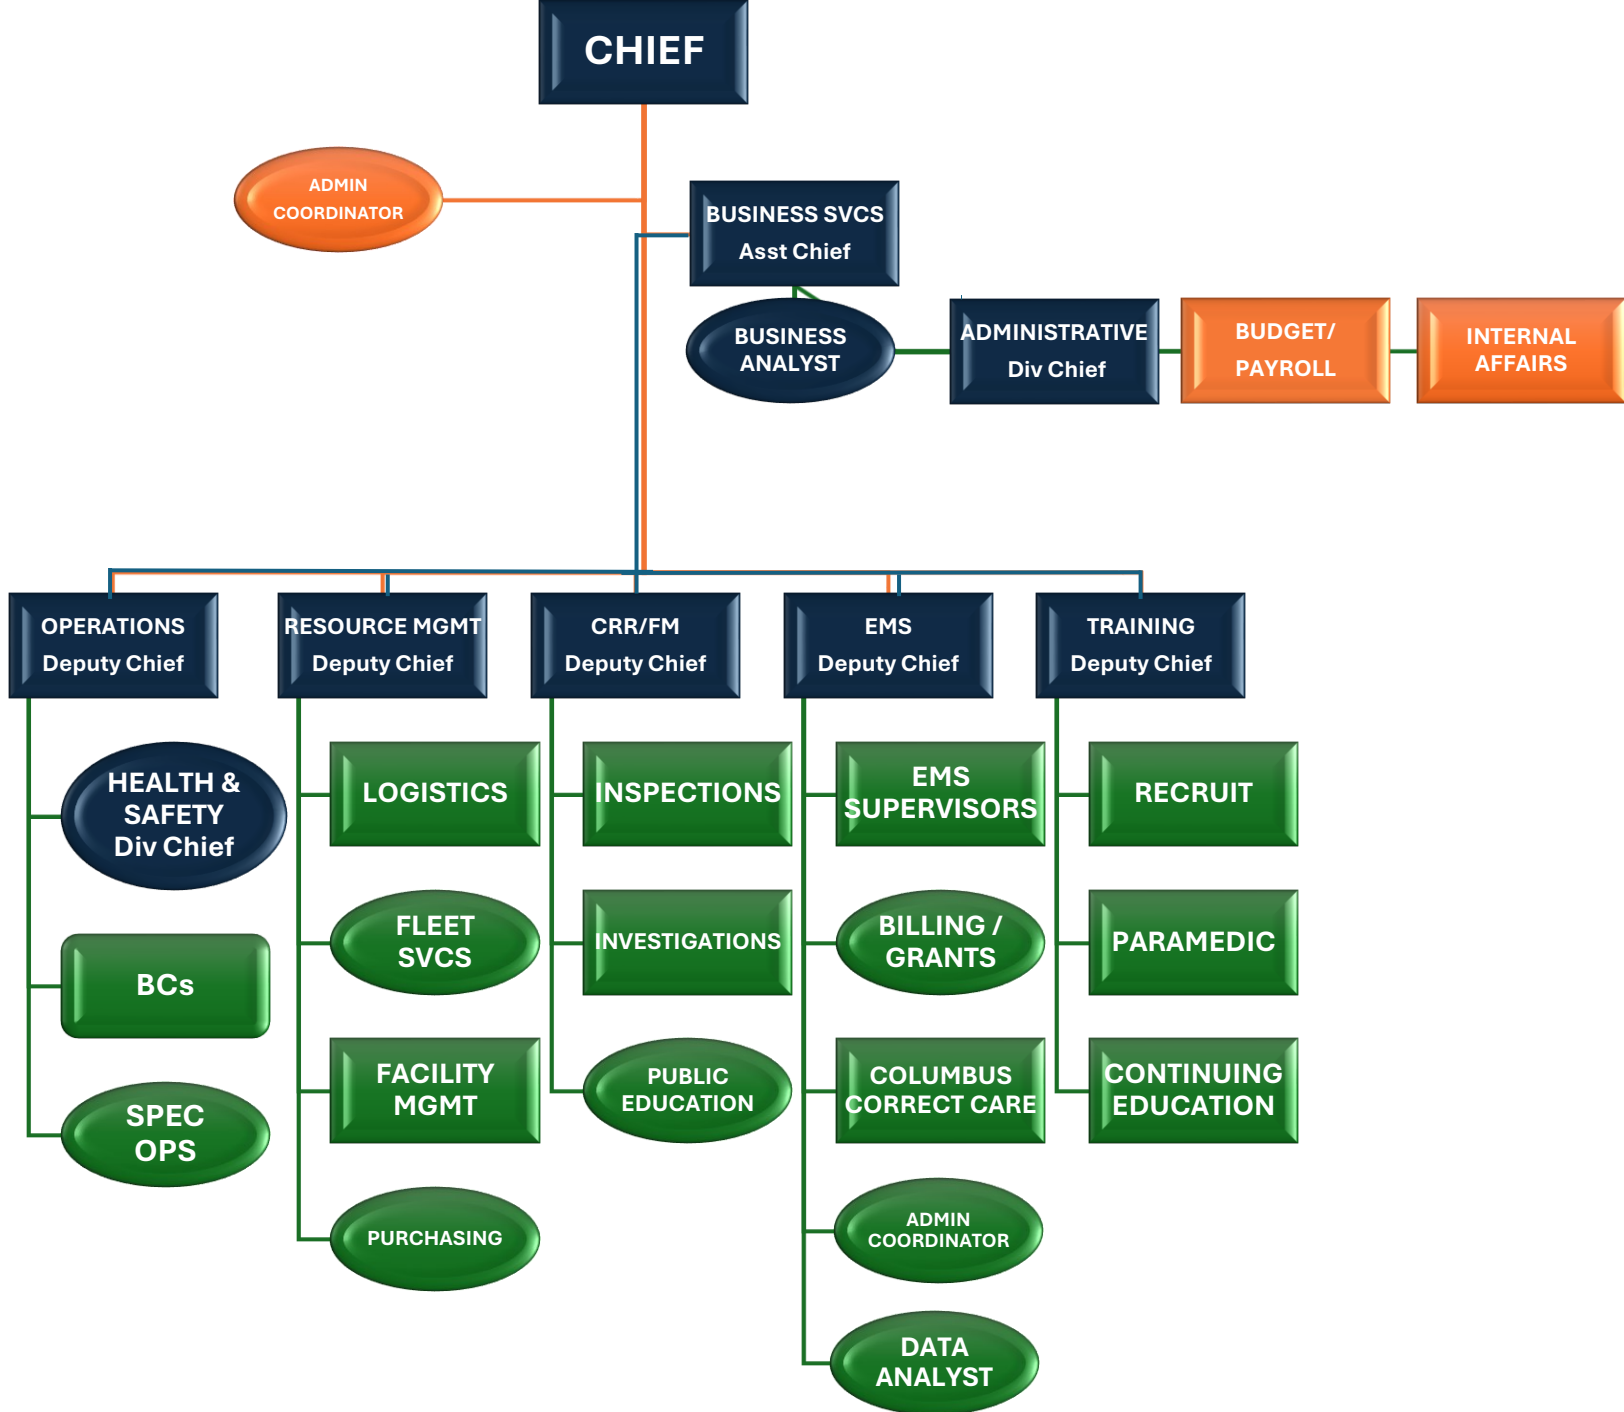 CHIEF
ADMIN
COORDINATOR
BUSINESS SVCS
Asst Chief
BUSINESS
ANALYST
ADMINISTRATIVE
Div Chief
BUDGET/
PAYROLL
INTERNAL
AFFAIRS
OPERATIONS
Deputy Chief
RESOURCE MGMT
Deputy Chief
CRR/FM
Deputy Chief
EMS
Deputy Chief
TRAINING
Deputy Chief
HEALTH &
SAFETY
Div Chief
BCs
SPEC
OPS
LOGISTICS
FLEET
SVCS
FACILITY
MGMT
PURCHASING
INSPECTIONS
INVESTIGATIONS
PUBLIC
EDUCATION
EMS
SUPERVISORS
BILLING /
GRANTS
COLUMBUS
CORRECT CARE
ADMIN
COORDINATOR
DATA
ANALYST
RECRUIT
PARAMEDIC
CONTINUING
EDUCATION